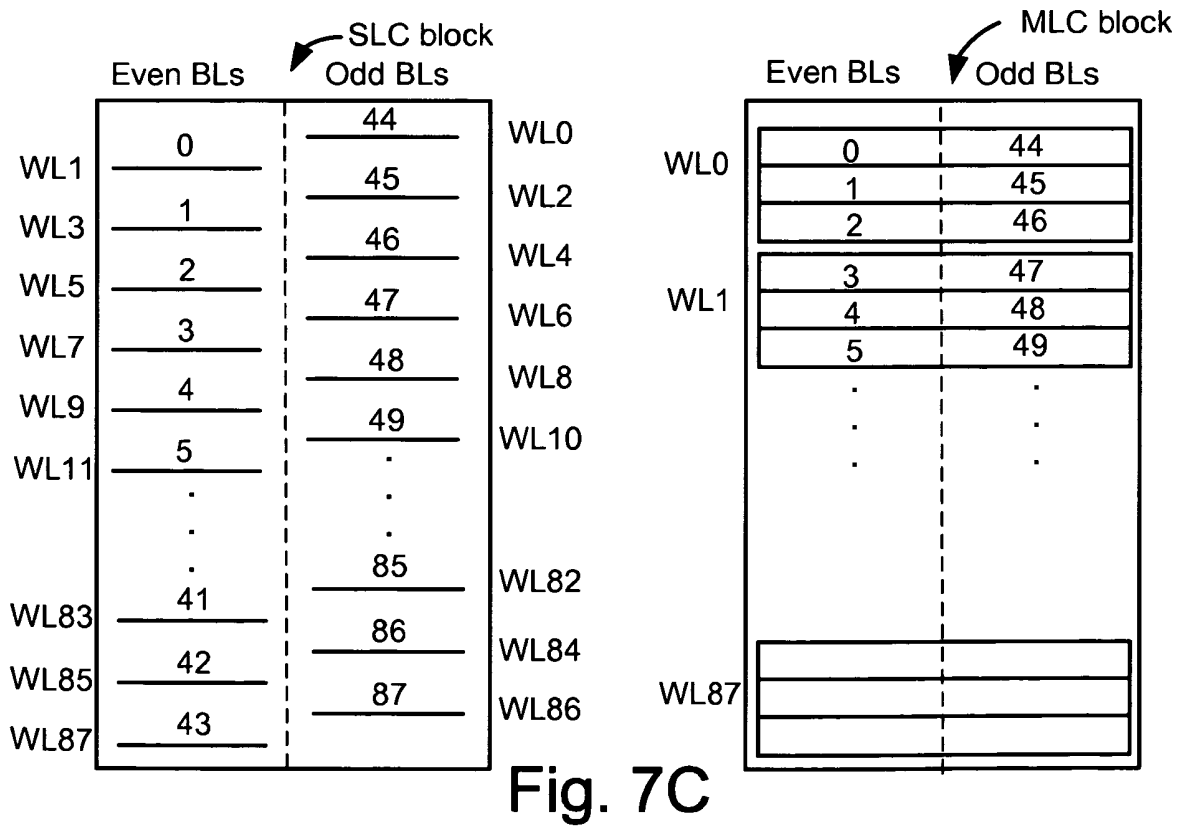 SLC block
Even BLs Odd BLs
44 WL0
WL1 0
45 WL2
WL3 1
46 WL4
WL5 2
47 WL6
WL7 3
48 WL8
WL9 4
49 WL10
WL11 5
85 WL82
WL83 41
86 WL84
WL85 42
87 WL86
WL87 43
MLC block
Even BLs Odd BLs
WL0 0 44
1 45
2 46
WL1 3 47
4 48
5 49
WL87
Fig. 7C